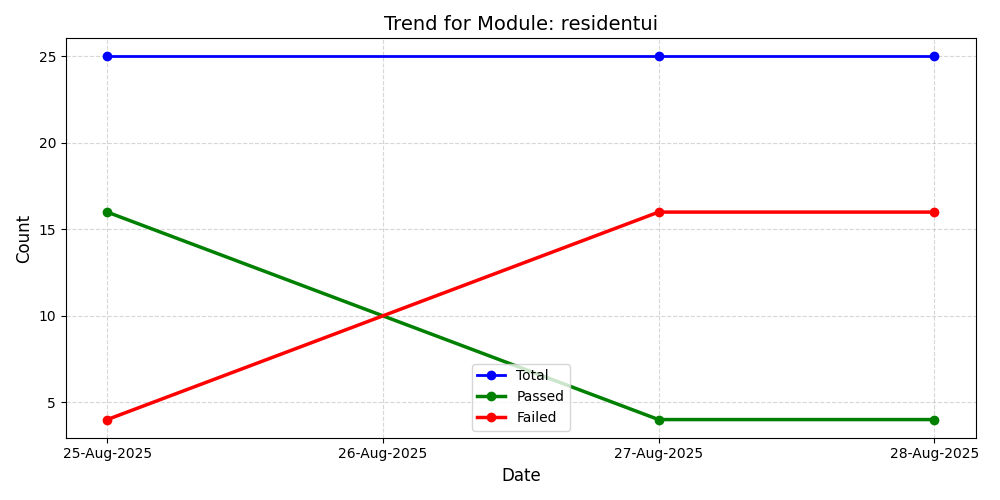 Trend for Module: residentui
25
20
15
10
5
Count
Total
Passed
Failed
25-Aug-2025
26-Aug-2025
27-Aug-2025
28-Aug-2025
Date